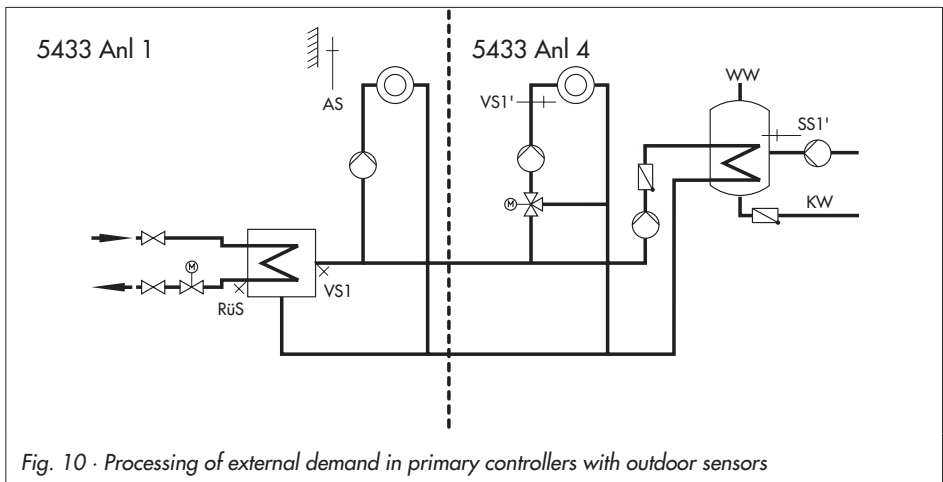 5433 Anl 1
5433 Anl 4
AS
VS1'
WW
SS1'
KW
M
M
RüS
VS1
Fig. 10 · Processing of external demand in primary controllers with outdoor sensors